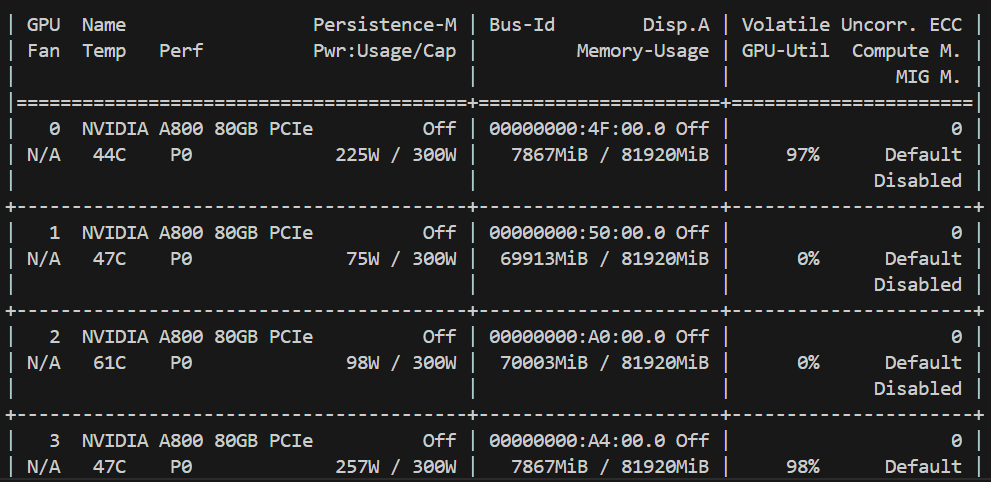 | GPU  Name                 Persistence-M | Bus-Id        Disp.A | Volatile Uncorr. ECC |
| Fan  Temp   Perf          Pwr:Usage/Cap |         Memory-Usage | GPU-Util  Compute M. |
|                                         |                      |               MIG M. |
|=========================================+======================+======================|
|   0  NVIDIA A800 80GB PCIe          Off | 00000000:4F:00.0 Off |                    0 |
| N/A   44C    P0             225W / 300W |   7867MiB / 81920MiB |     97%      Default |
|                                         |                      |             Disabled |
+-----------------------------------------+----------------------+----------------------+
|   1  NVIDIA A800 80GB PCIe          Off | 00000000:50:00.0 Off |                    0 |
| N/A   47C    P0              75W / 300W |  69913MiB / 81920MiB |      0%      Default |
|                                         |                      |             Disabled |
+-----------------------------------------+----------------------+----------------------+
|   2  NVIDIA A800 80GB PCIe          Off | 00000000:A0:00.0 Off |                    0 |
| N/A   61C    P0              98W / 300W |  70003MiB / 81920MiB |      0%      Default |
|                                         |                      |             Disabled |
+-----------------------------------------+----------------------+----------------------+
|   3  NVIDIA A800 80GB PCIe          Off | 00000000:A4:00.0 Off |                    0 |
| N/A   47C    P0             257W / 300W |   7867MiB / 81920MiB |     98%      Default |